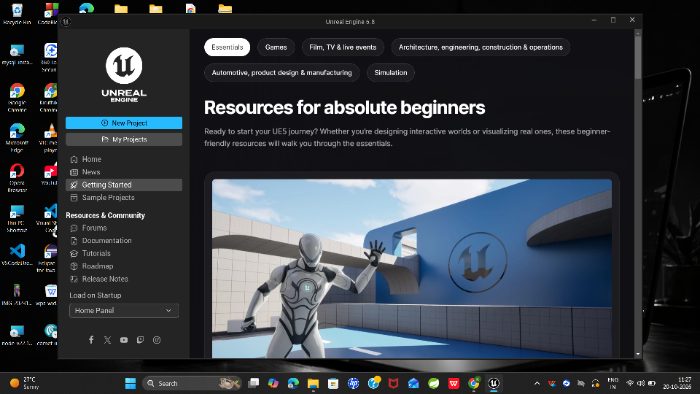 Unreal Engine 5.8
Recycle Bin
UNREAL
ENGINE
New Project
My Projects
Home
News
Getting Started
Sample Projects
Resources & Community
Forums
Documentation
Tutorials
Roadmap
Release Notes
Load on Startup
Home Panel
Essentials
Games
Film, TV & live events
Architecture, engineering, construction & operations
Automotive, product design & manufacturing
Simulation
Resources for absolute beginners
Ready to start your UE5 journey? Whether you're designing interactive worlds or visualizing real ones, these beginner-
friendly resources will walk you through the essentials.
Google
Chrome
Microsoft
Edge
Opera
Browser
This PC
Shortcut
27°C
Sunny
Search
ENG
IN
11:27
20-10-2025